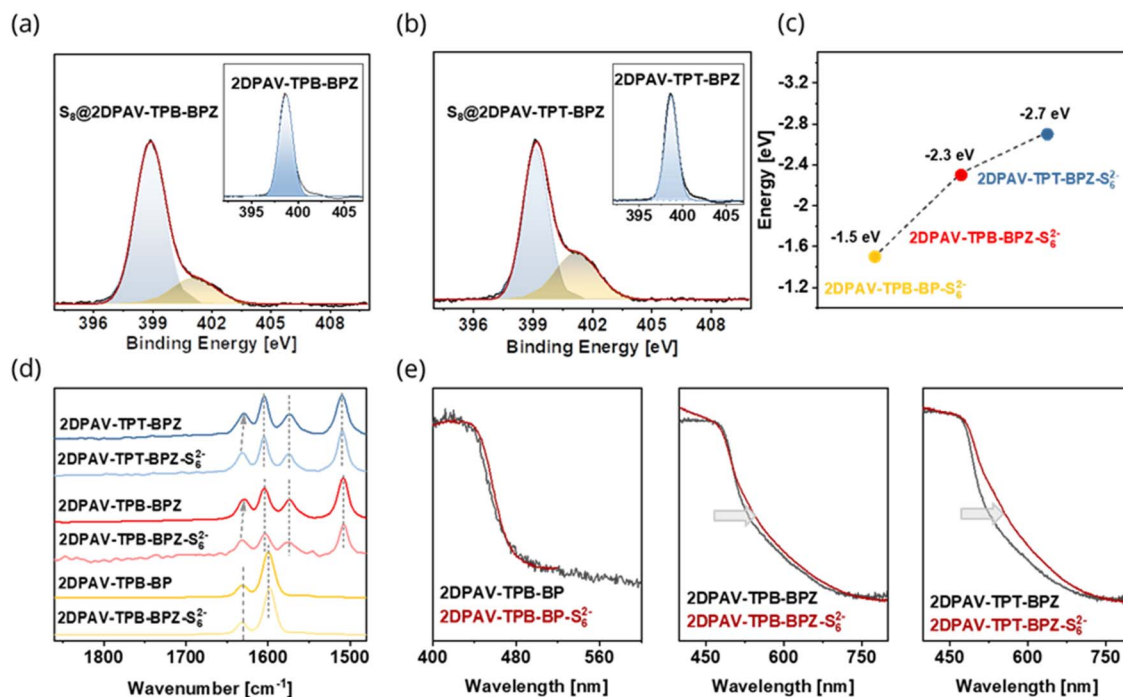 (a)
S₈@2DPAV-TPB-BPZ
2DPAV-TPB-BPZ
395 400 405
396 399 402 405 408
Binding Energy [eV]
(b)
S₈@2DPAV-TPT-BPZ
2DPAV-TPT-BPZ
395 400 405
396 399 402 405 408
Binding Energy [eV]
(c)
Energy [eV]
-3.2
-2.8
-2.4
-2
-1.6
-1.2
-2.7 eV
-2.3 eV
2DPAV-TPT-BPZ-S₆²⁻
-1.5 eV
2DPAV-TPB-BPZ-S₆²⁻
2DPAV-TPB-BP-S₆²⁻
(d)
2DPAV-TPT-BPZ
2DPAV-TPT-BPZ-S₆²⁻
2DPAV-TPB-BPZ
2DPAV-TPB-BPZ-S₆²⁻
2DPAV-TPB-BP
2DPAV-TPB-BPZ-S₆²⁻
1800 1700 1600 1500
Wavenumber [cm⁻¹]
(e)
2DPAV-TPB-BP
2DPAV-TPB-BP-S₆²⁻
400 480 560
Wavelength [nm]
2DPAV-TPB-BPZ
2DPAV-TPB-BPZ-S₆²⁻
450 600 750
Wavelength [nm]
2DPAV-TPT-BPZ
2DPAV-TPT-BPZ-S₆²⁻
450 600 750
Wavelength [nm]